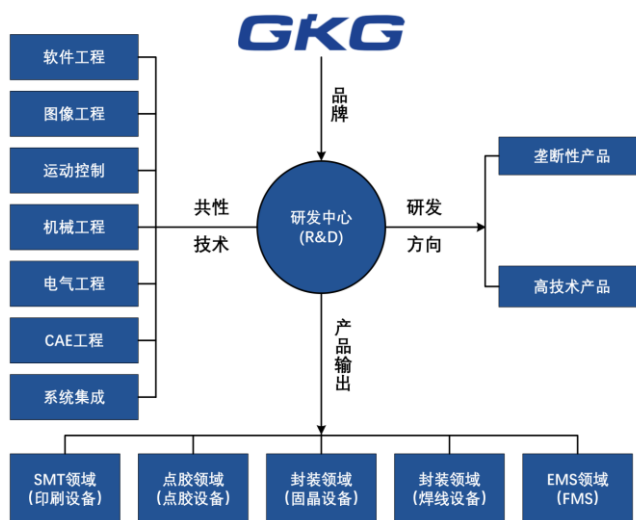 GKG
软件工程
图像工程
运动控制
机械工程
电气工程
CAE工程
系统集成
品牌
共性
技术
研发中心
(R&D)
研发
方向
垄断性产品
高技术产品
产品输出
SMT领域
(印刷设备)
点胶领域
(点胶设备)
封装领域
(固晶设备)
封装领域
(焊线设备)
EMS领域
(FMS)